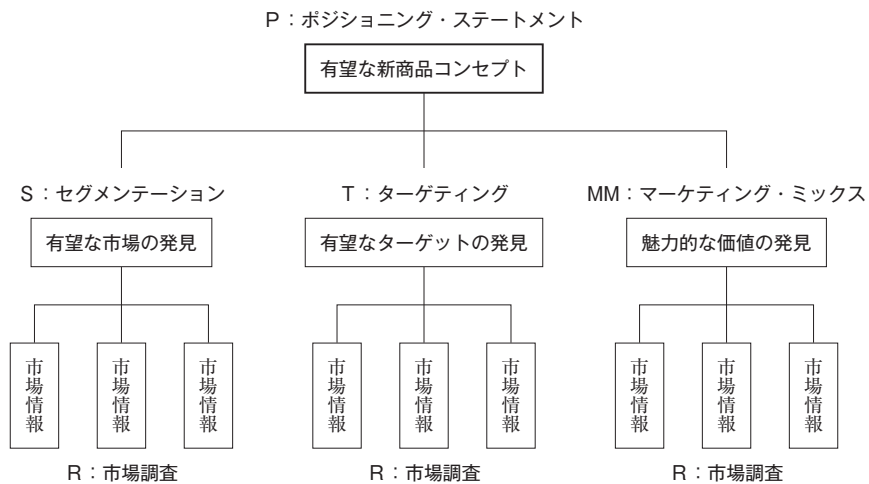 P：ポジショニング・ステートメント
有望な新商品コンセプト
S：セグメンテーション
T：ターゲティング
MM：マーケティング・ミックス
有望な市場の発見
有望なターゲットの発見
魅力的な価値の発見
市場情報
市場情報
市場情報
市場情報
市場情報
市場情報
市場情報
市場情報
市場情報
R：市場調査
R：市場調査
R：市場調査